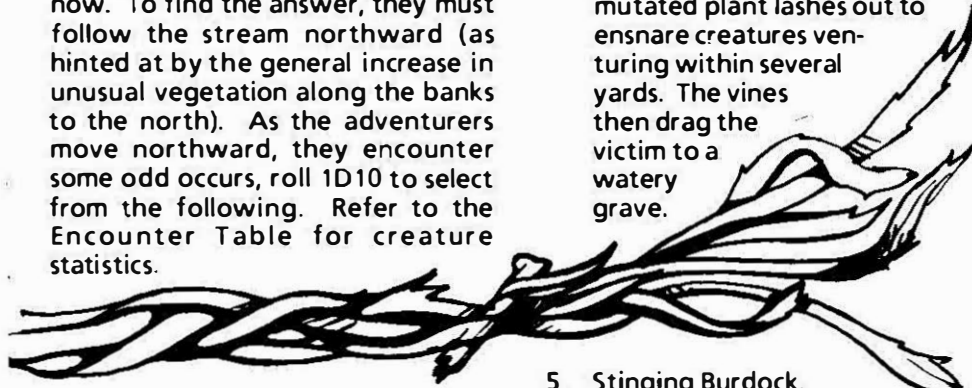 now. To find the answer, they must
follow the stream northward (as
hinted at by the general increase in
unusual vegetation along the banks
to the north). As the adventurers
move northward, they encounter
some odd occurs, roll 1D10 to select
from the following. Refer to the
Encounter Table for creature
statistics.
mutated plant lashes out to
ensnare creatures ven-
turing within several
yards. The vines
then drag the
victim to a
watery
grave.
5. Stinging Burdock.